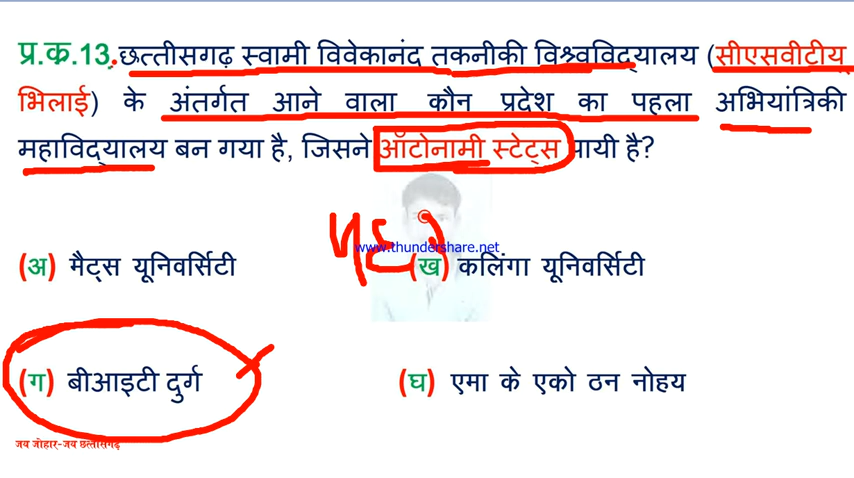 प्र.क.13.छत्तीसगढ़ स्वामी विवेकानंद तकनीकी विश्वविद्यालय (सीएसवीटीय्
भिलाई) के अंतर्गत आने वाला कौन प्रदेश का पहला अभियांत्रिकी
महाविद्यालय बन गया है, जिसने ऑटोनामी स्टेट्स पायी है?
www.thundershare.net
(अ) मैट्स यूनिवर्सिटी (ख) कलिंगा यूनिवर्सिटी
(ग) बीआइटी दुर्ग (घ) एमा के एको ठन नोहय
जय जोहार-जय छत्तीसगढ़